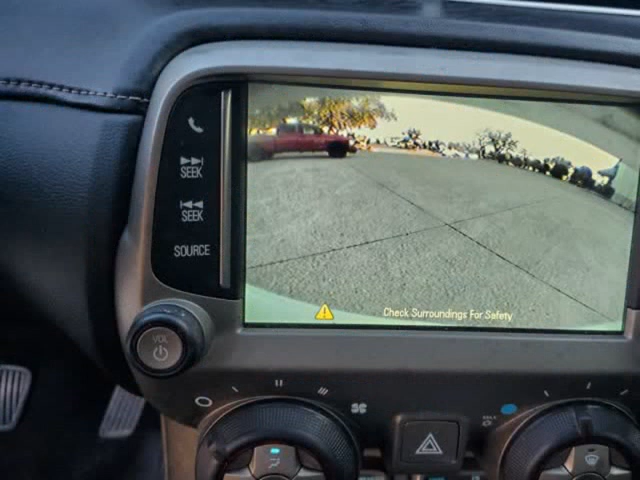 SEEK
SEEK
SOURCE
Check Surroundings For Safety
VOL